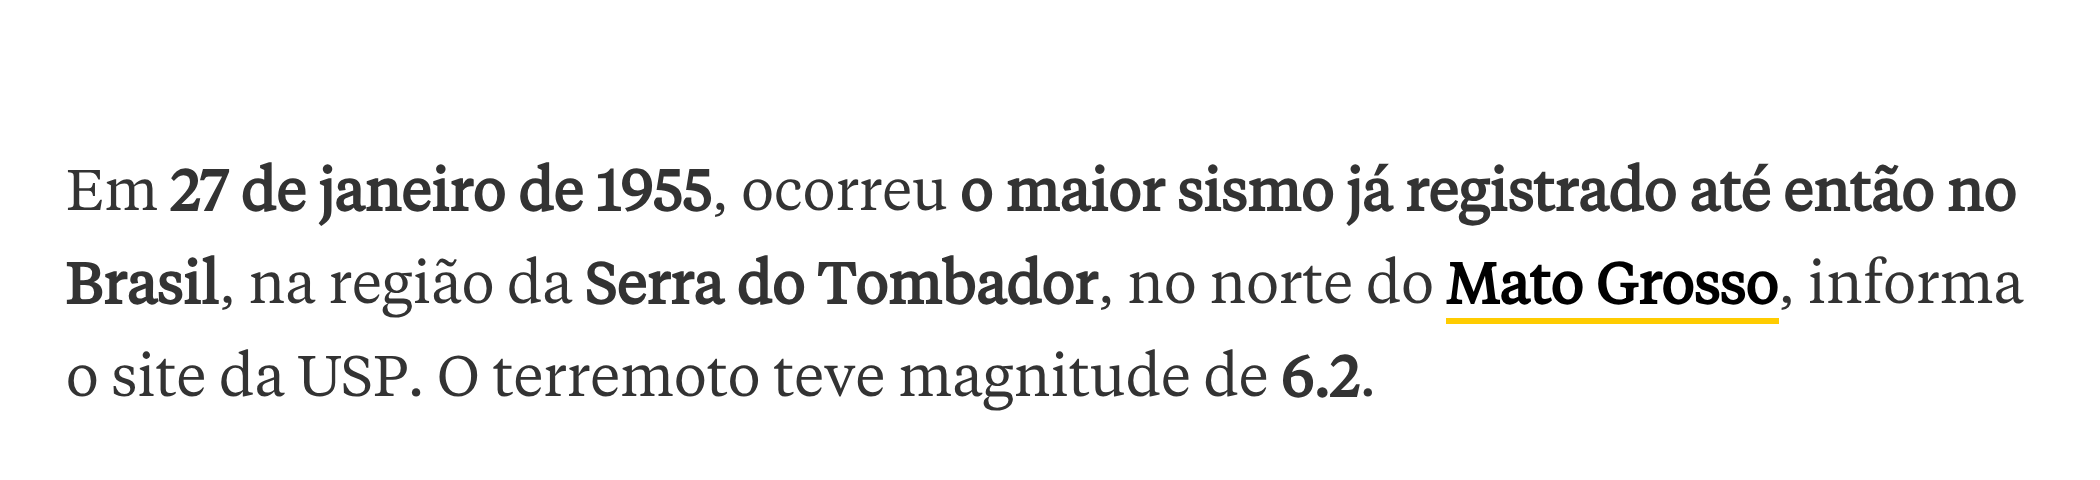 Em 27 de janeiro de 1955, ocorreu o maior sismo já registrado até então no
Brasil, na região da Serra do Tombador, no norte do Mato Grosso, informa
o site da USP. O terremoto teve magnitude de 6.2.